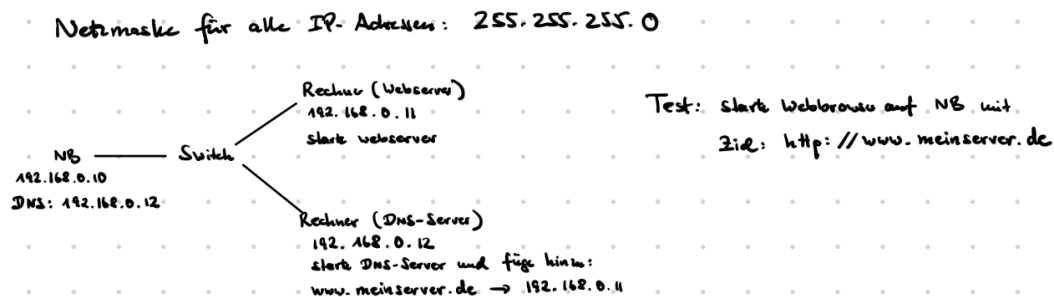 Netzmaske für alle IP-Adressen: 255.255.255.0
Rechner (Webserver)
192.168.0.11
starte webserver
Test: starte Webbrowser auf NB mit
Ziel: http://www.meinserver.de
NB
Switch
192.168.0.10
DNS: 192.168.0.12
Rechner (DNS-Server)
192.168.0.12
starte DNS-Server und füge hinzu:
www.meinserver.de → 192.168.0.11